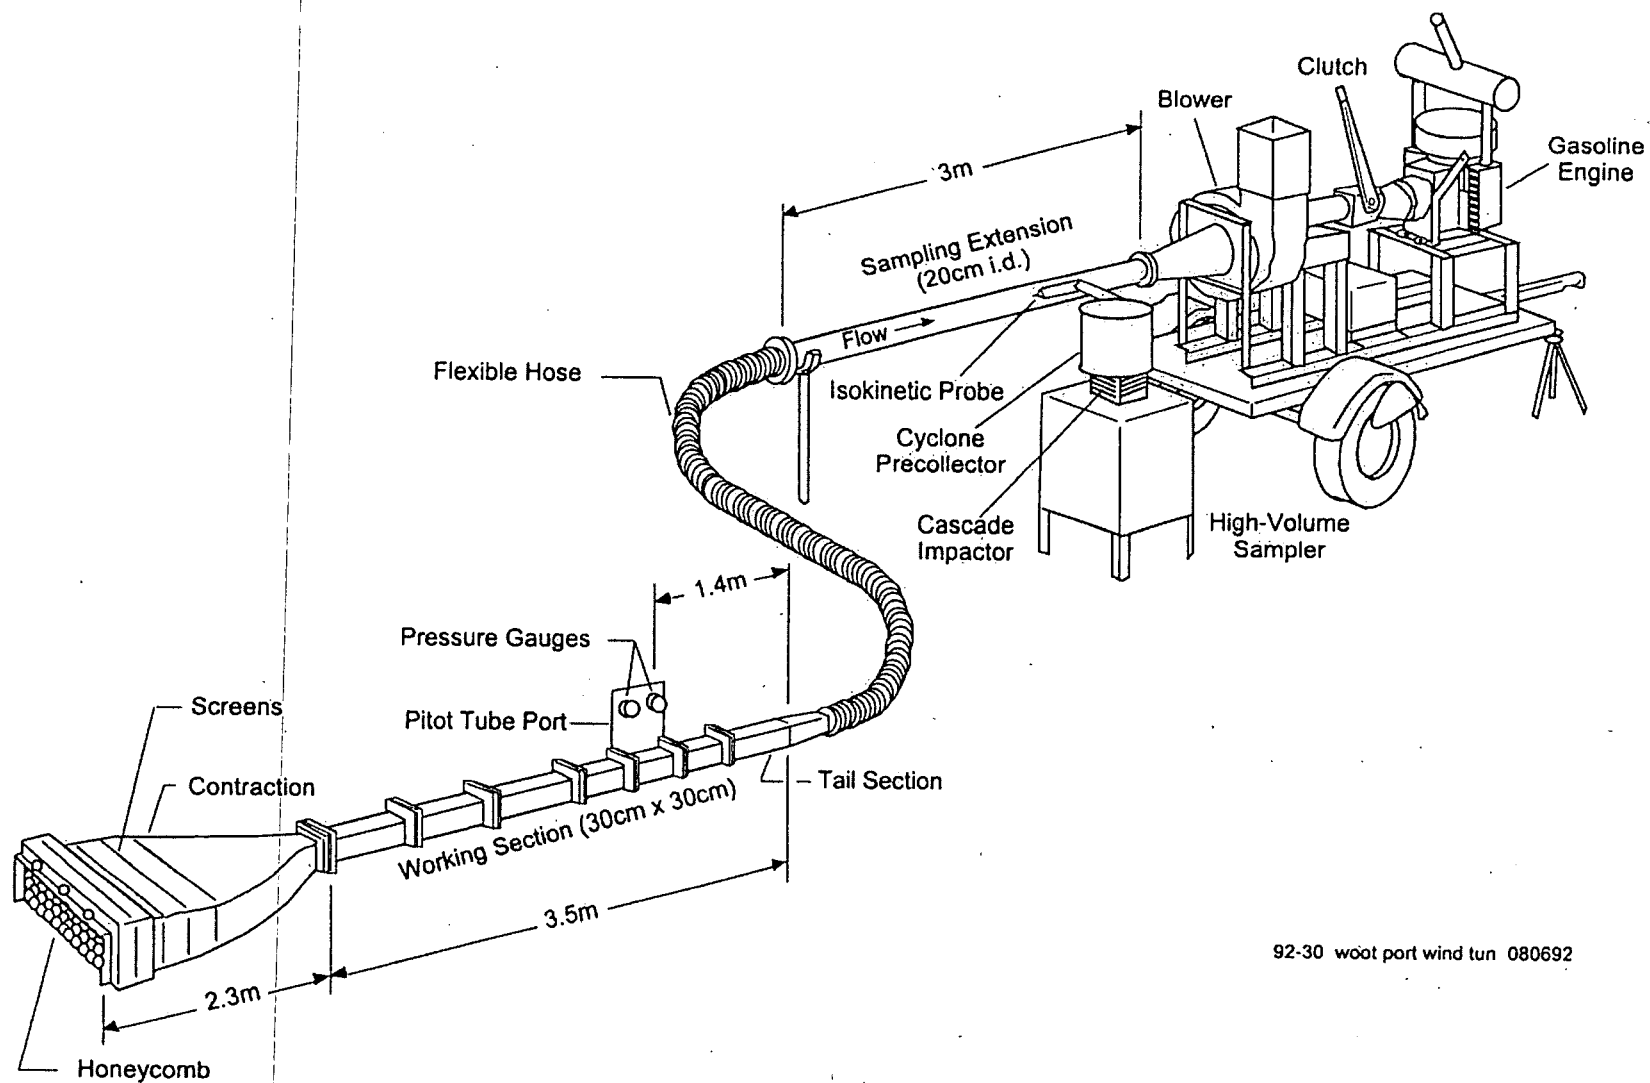 Clutch
Blower
Gasoline
Engine
3m
Sampling Extension
(20cm i.d.)
Flow
Flexible Hose
Isokinetic Probe
Cyclone
Precollector
Cascade
Impactor
High-Volume
Sampler
1.4m
Pressure Gauges
Screens
Pitot Tube Port
Contraction
Tail Section
Working Section (30cm x 30cm)
3.5m
92-30 woot port wind tun 080692
2.3m
Honeycomb